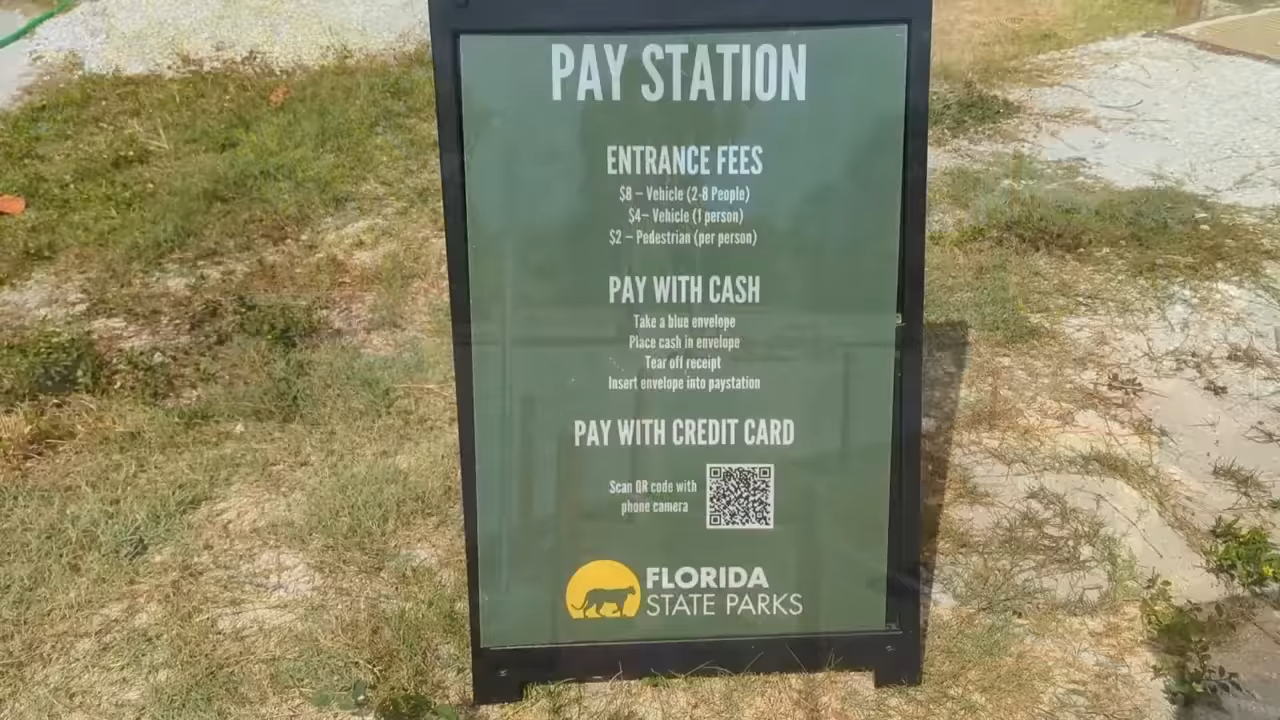 PAY STATION
ENTRANCE FEES
$8 – Vehicle (2-8 People)
$4– Vehicle (1 person)
$2 – Pedestrian (per person)
PAY WITH CASH
Take a blue envelope
Place cash in envelope
Tear off receipt
Insert envelope into paystation
PAY WITH CREDIT CARD
Scan QR code with
phone camera
FLORIDA
STATE PARKS